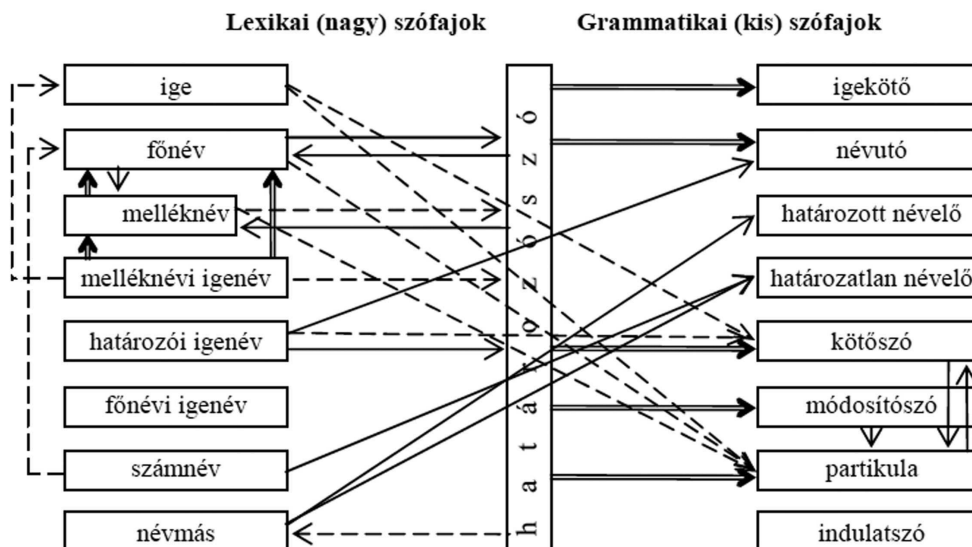 Lexikai (nagy) szófajok
Grammatikai (kis) szófajok
ige
főnév
melléknév
melléknévi igenév
határozói igenév
főnévi igenév
számnév
névmás
határozószó
igekötő
névutó
határozott névelő
határozatlan névelő
kötőszó
módosítószó
partikula
indulatszó